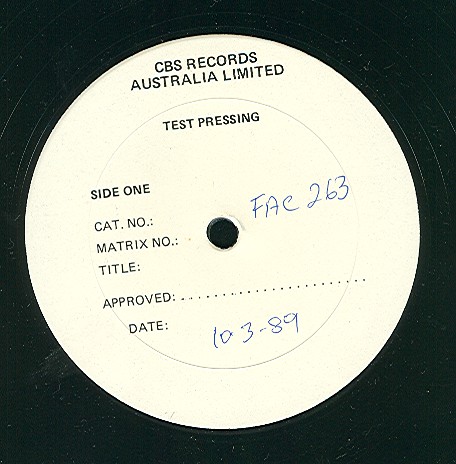 CBS RECORDS
AUSTRALIA LIMITED
TEST PRESSING
SIDE ONE
CAT. NO.: FAC 263
MATRIX NO.:
TITLE:
APPROVED:......................
DATE: 10 3-89